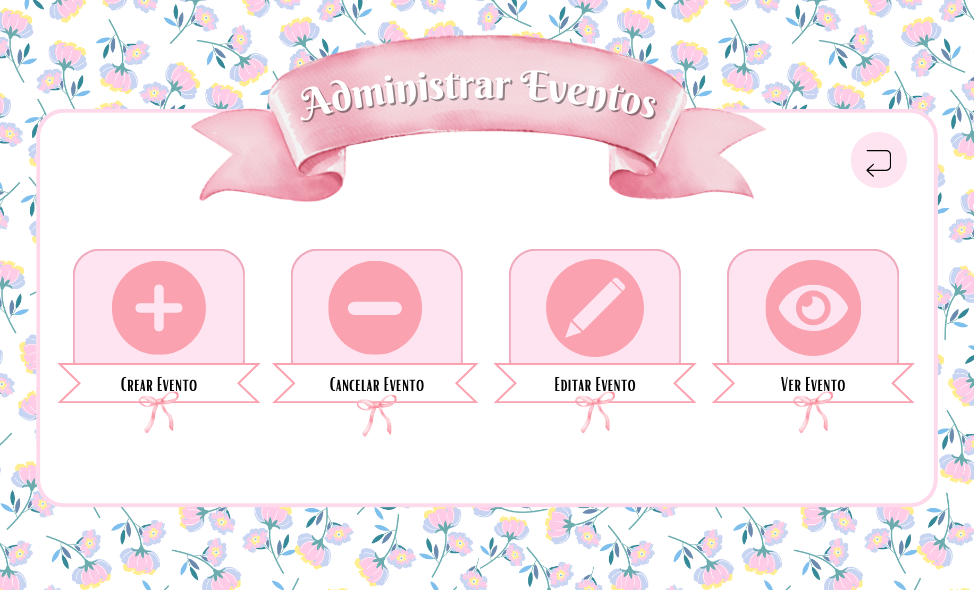 Administrar Eventos
Crear Evento
Cancelar Evento
Editar Evento
Ver Evento